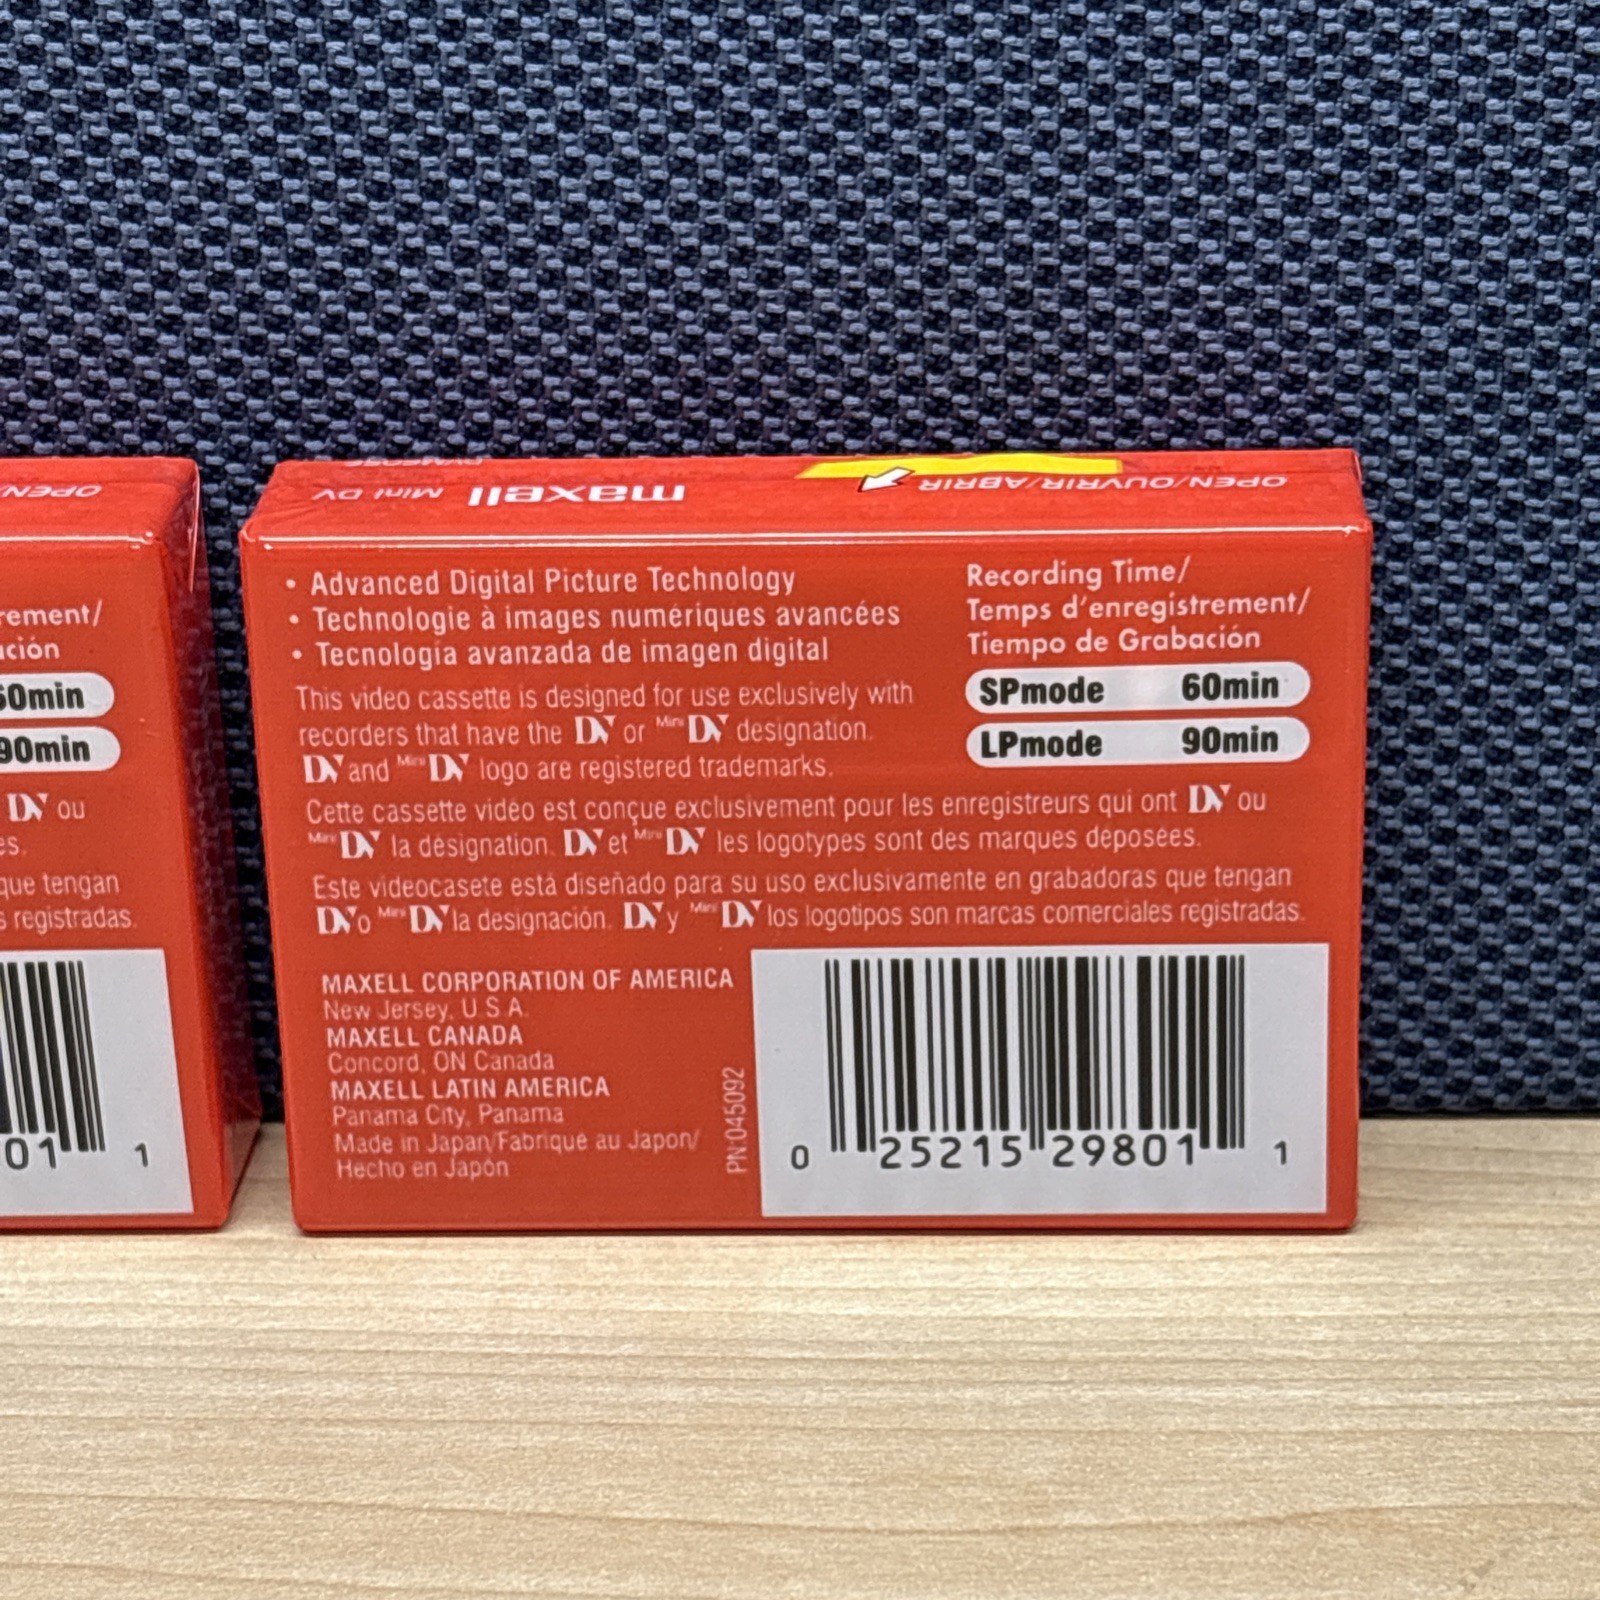 OPEN/
rement/
ción
60min
90min
DV ou
es.
que tengan
s registradas.
01 1
Mini DV maxell OPEN/OUVRIR/ABRIR
• Advanced Digital Picture Technology
• Technologie à images numériques avancées
• Tecnología avanzada de imagen digital
Recording Time/
Temps d'enregistrement/
Tiempo de Grabación
SPmode 60min
LPmode 90min
This video cassette is designed for use exclusively with
recorders that have the DV or Mini DV designation.
DV and Mini DV logo are registered trademarks.
Cette cassette vidéo est conçue exclusivement pour les enregistreurs qui ont DV ou
Mini DV la désignation. DV et Mini DV les logotypes sont des marques déposées.
Este videocasete está diseñado para su uso exclusivamente en grabadoras que tengan
DV o Mini DV la designación. DV y Mini DV los logotipos son marcas comerciales registradas.
MAXELL CORPORATION OF AMERICA
New Jersey, U.S.A.
MAXELL CANADA
Concord, ON Canada
MAXELL LATIN AMERICA
Panama City, Panama
Made in Japan/Fabriqué au Japon/
Hecho en Japón
PN:045092
0 25215 29801 1